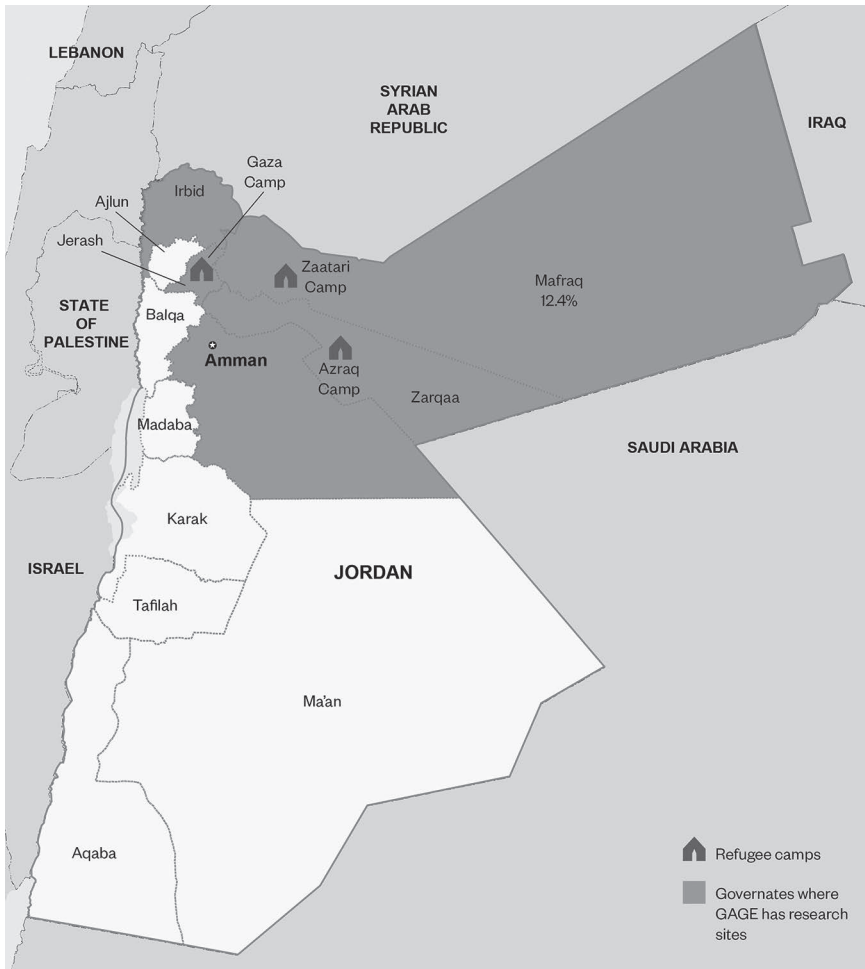 LEBANON
SYRIAN
ARAB
REPUBLIC
IRAQ
Gaza
Camp
Irbid
Ajlun
Jerash
Zaatari
Camp
Mafraq
12.4%
STATE
OF
PALESTINE
Balqa
Amman
Azraq
Camp
Zarqaa
Madaba
SAUDI ARABIA
Karak
ISRAEL
JORDAN
Tafilah
Ma'an
Aqaba
Refugee camps
Governates where
GAGE has research
sites